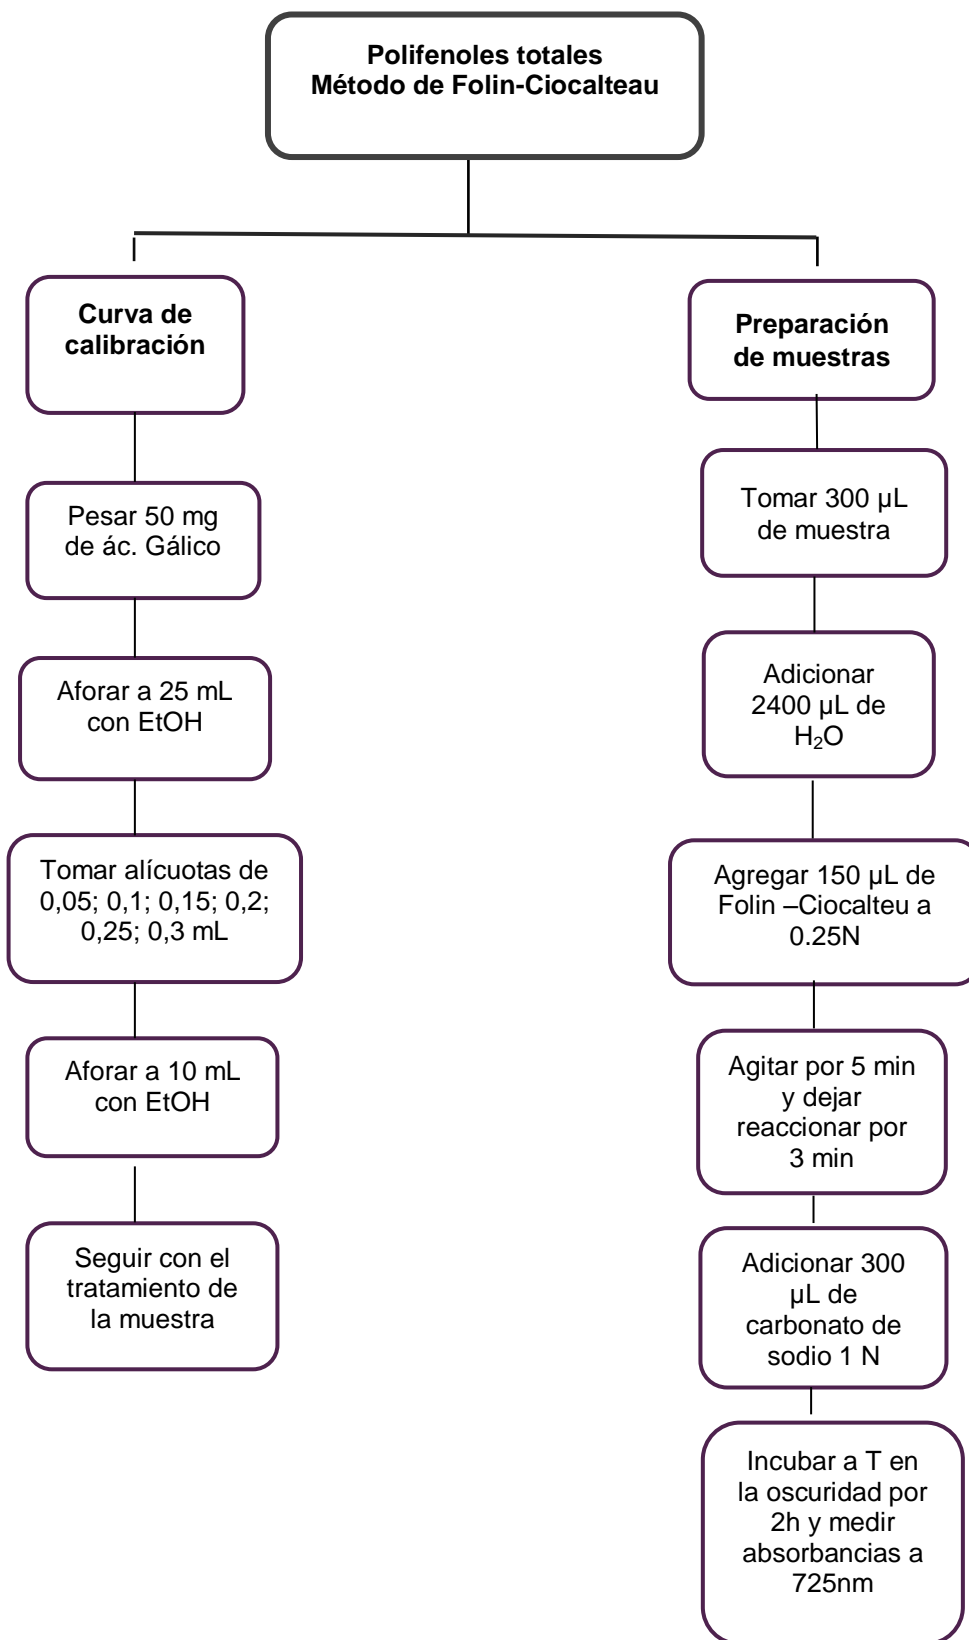 Polifenoles totales
Método de Folin-Ciocalteau
Curva de
calibración
Pesar 50 mg
de ác. Gálico
Aforar a 25 mL
con EtOH
Tomar alícuotas de
0,05; 0,1; 0,15; 0,2;
0,25; 0,3 mL
Aforar a 10 mL
con EtOH
Seguir con el
tratamiento de
la muestra
Preparación
de muestras
Tomar 300 µL
de muestra
Adicionar
2400 µL de
H₂O
Agregar 150 µL de
Folin –Ciocalteu a
0.25N
Agitar por 5 min
y dejar
reaccionar por
3 min
Adicionar 300
µL de
carbonato de
sodio 1 N
Incubar a T en
la oscuridad por
2h y medir
absorbancias a
725nm